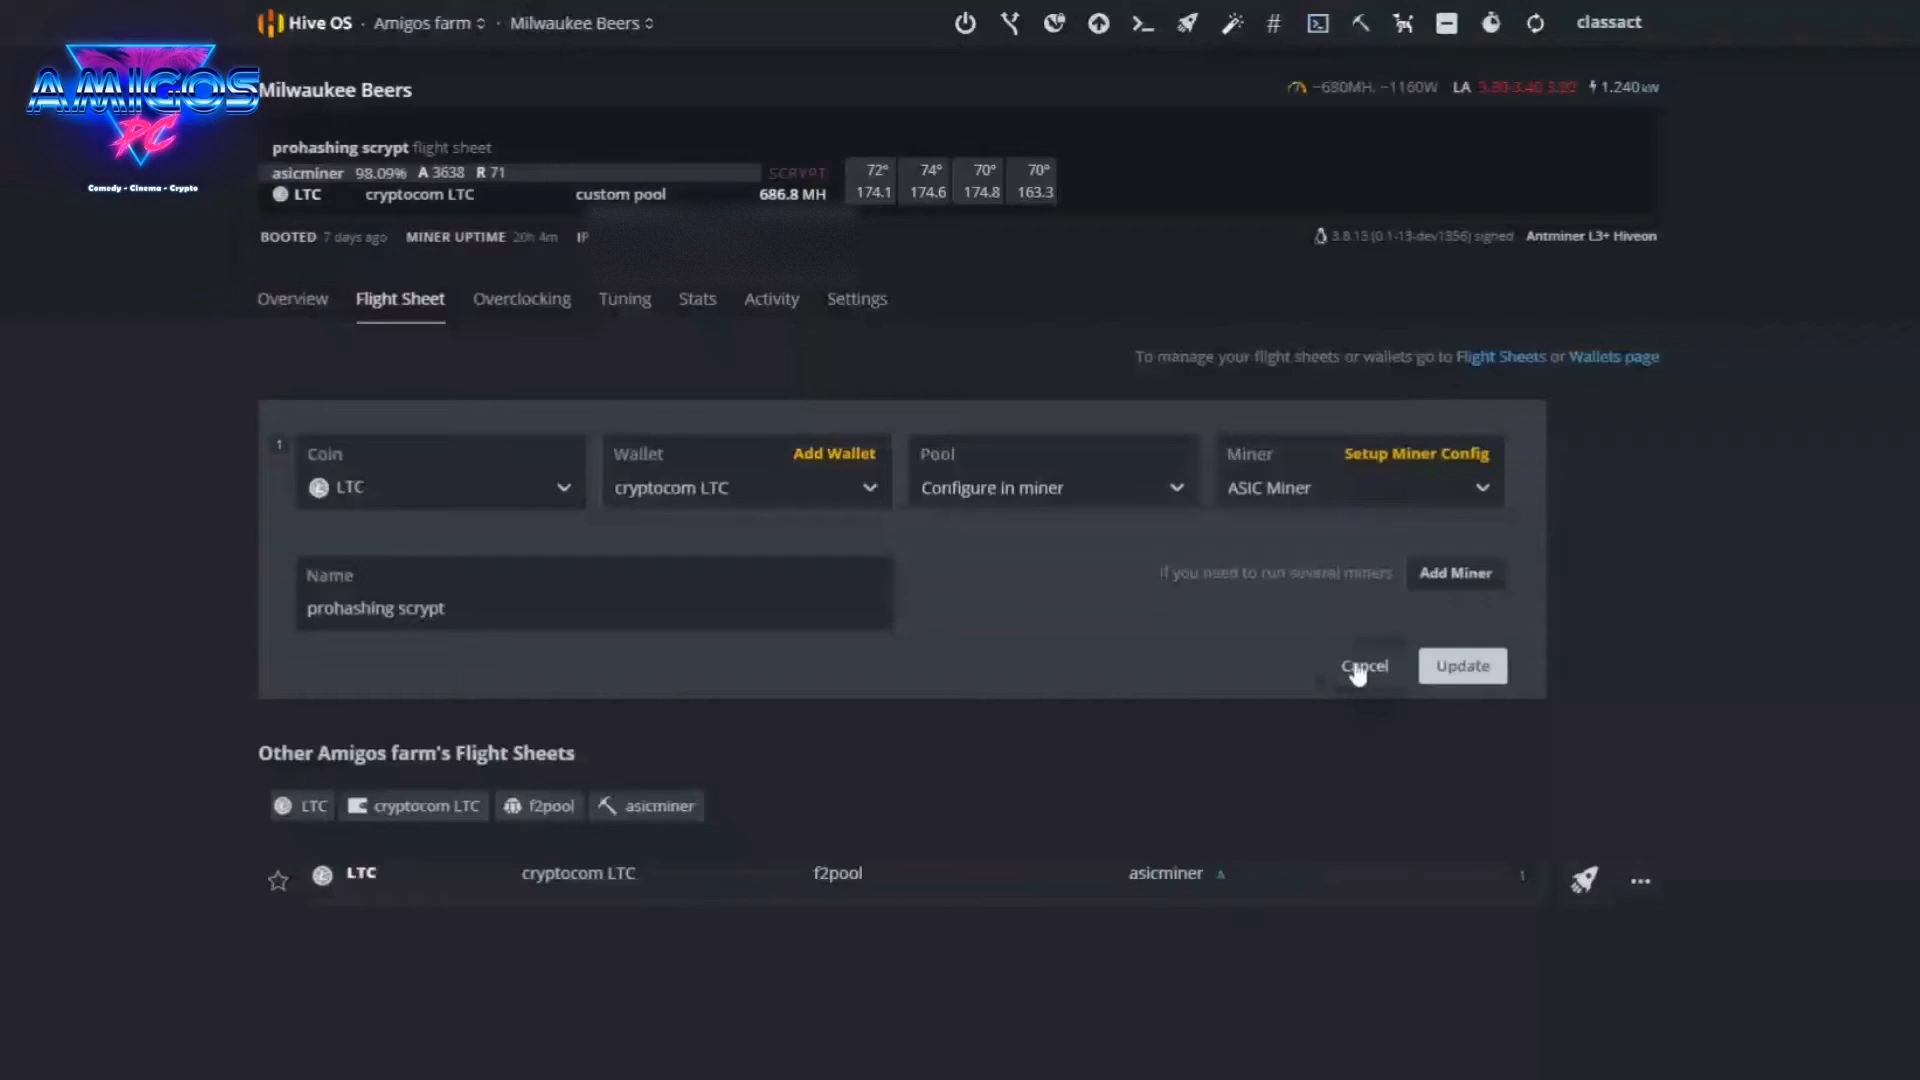 Hive OS · Amigos farm · Milwaukee Beers
classact
AMIGOS
PC
Comedy - Cinema - Crypto
Milwaukee Beers
~680MH, ~1160W LA 1.240 kW
prohashing scrypt flight sheet
asicminer 98.09% A 3638 R 71 SCRYPT
72° 74° 70° 70°
LTC cryptocom LTC custom pool 686.8 MH
174.1 174.6 174.8 163.3
BOOTED 7 days ago MINER UPTIME 20h 4m IP
3.8.13 (0.1-13-dev1356) signed Antminer L3+ Hiveon
Overview Flight Sheet Overclocking Tuning Stats Activity Settings
To manage your flight sheets or wallets go to Flight Sheets or Wallets page
1
Coin
LTC
Wallet Add Wallet
cryptocom LTC
Pool
Configure in miner
Miner Setup Miner Config
ASIC Miner
Name
prohashing scrypt
If you need to run several miners Add Miner
Cancel Update
Other Amigos farm's Flight Sheets
LTC cryptocom LTC f2pool asicminer
LTC cryptocom LTC f2pool asicminer A 1